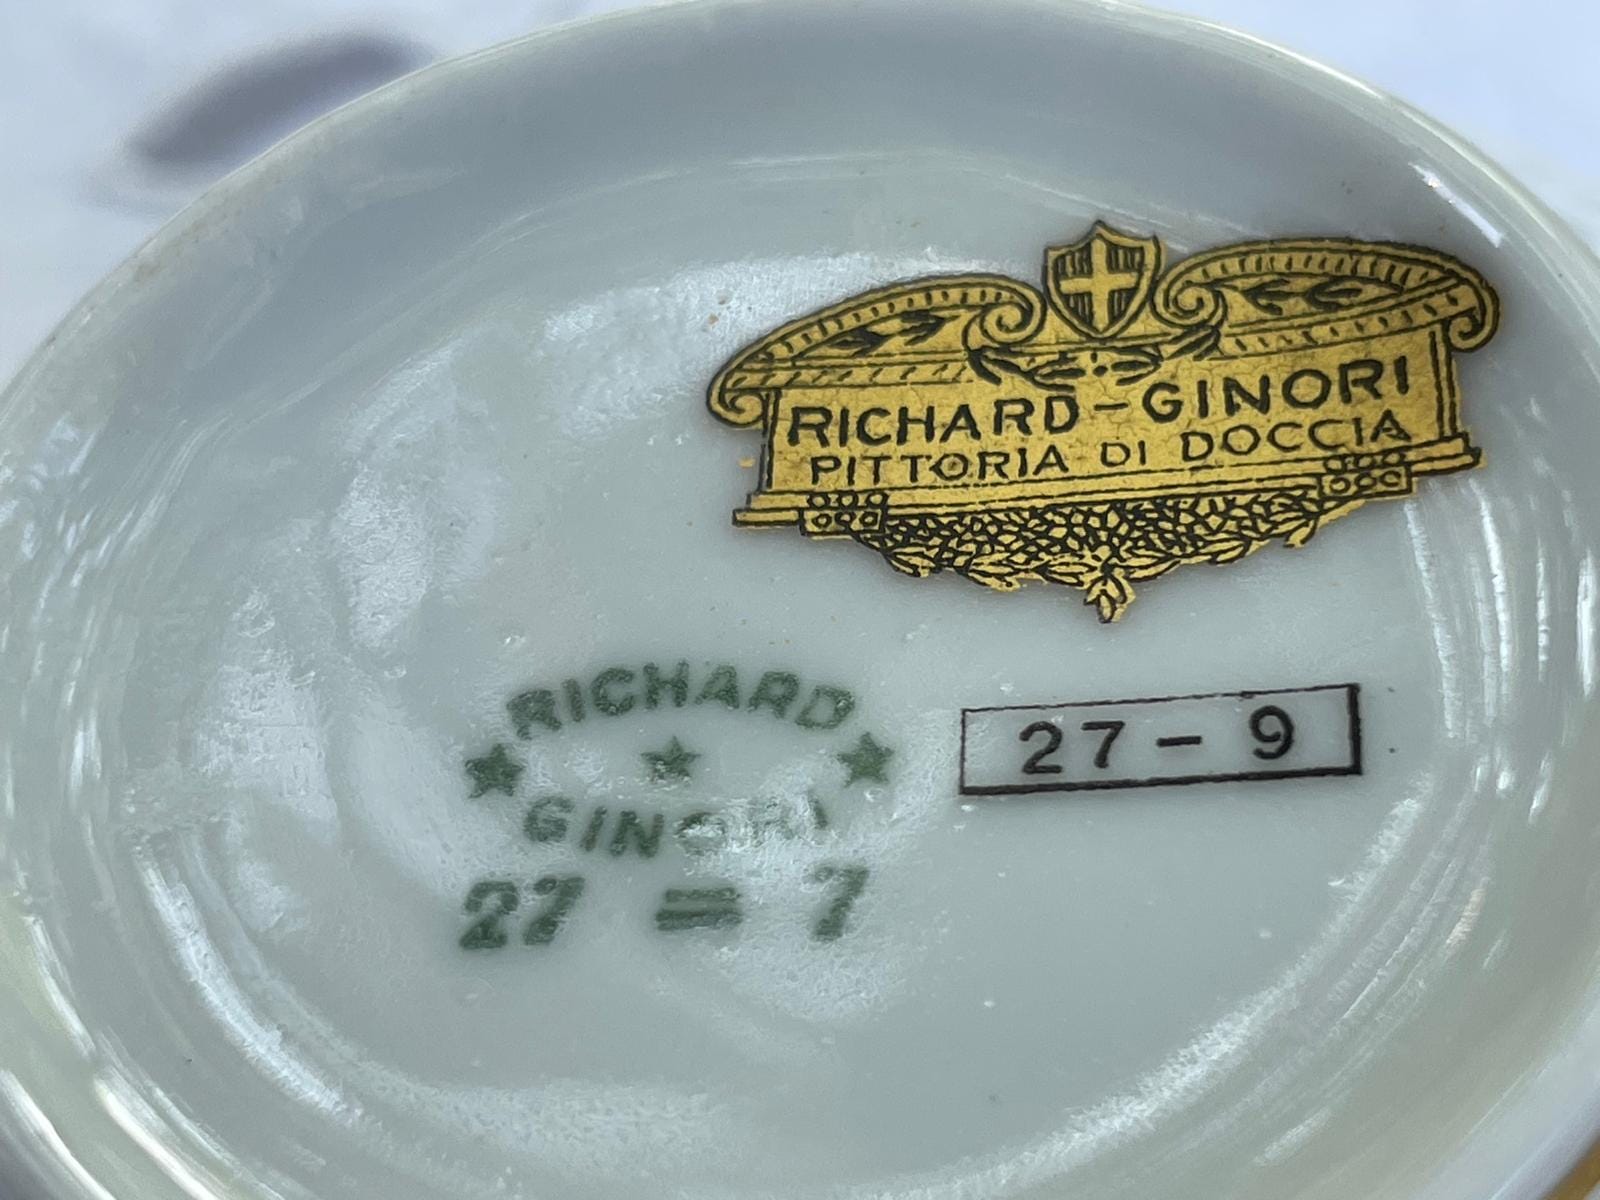 RICHARD-GINORI
PITTORIA DI DOCCIA
RICHARD
GINORI
27 = 7
27 - 9